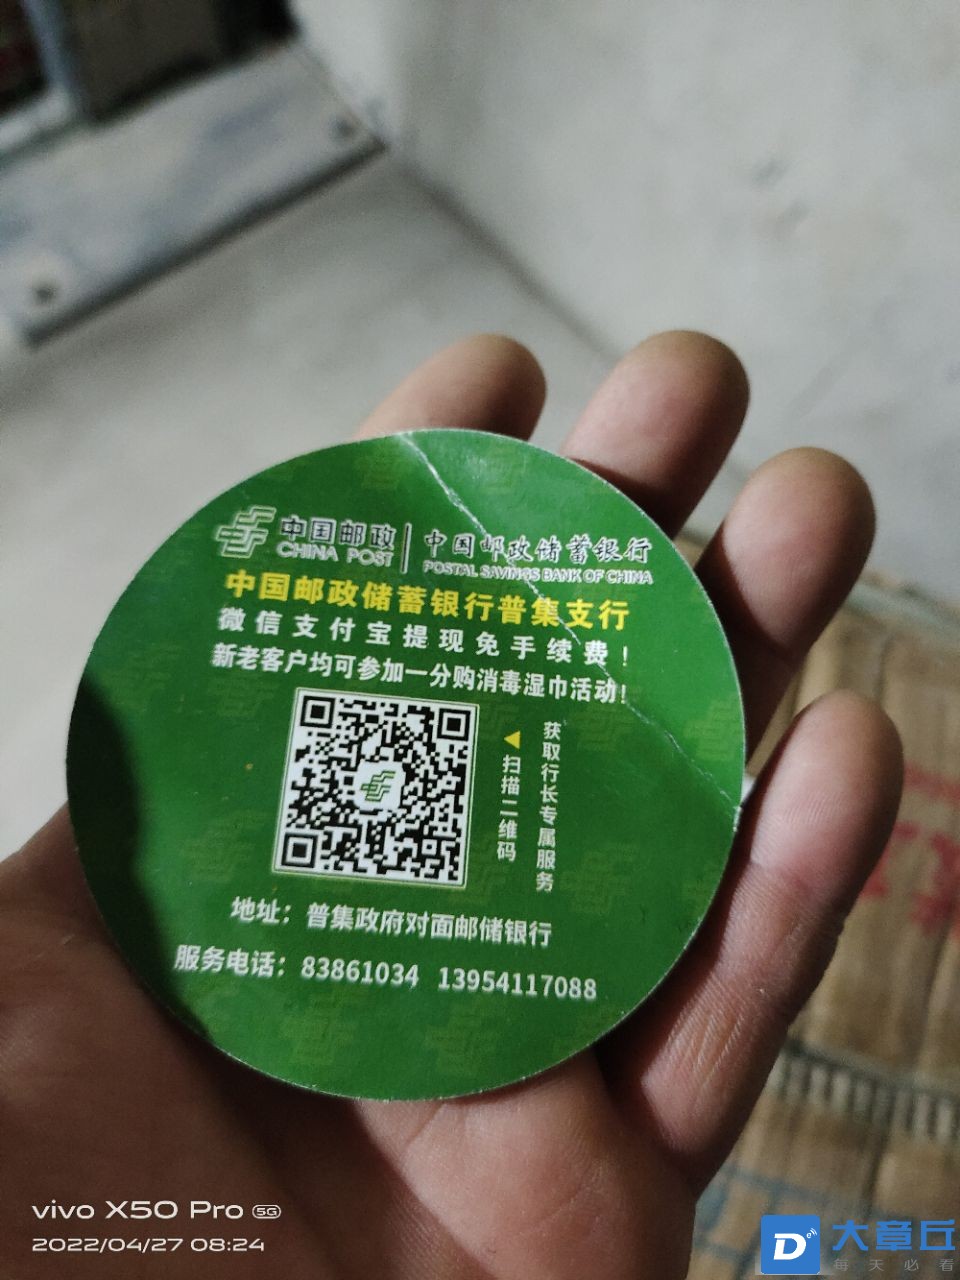 中国邮政
CHINA POST
中国邮政储蓄银行
POSTAL SAVINGS BANK OF CHINA
中国邮政储蓄银行普集支行
微信支付宝提现免手续费！
新老客户均可参加一分购消毒湿巾活动！
获取行长专属服务
扫描二维码
地址：普集政府对面邮储银行
服务电话：83861034 13954117088
vivo X50 Pro 5G
2022/04/27 08:24
D
大章丘
每天必看